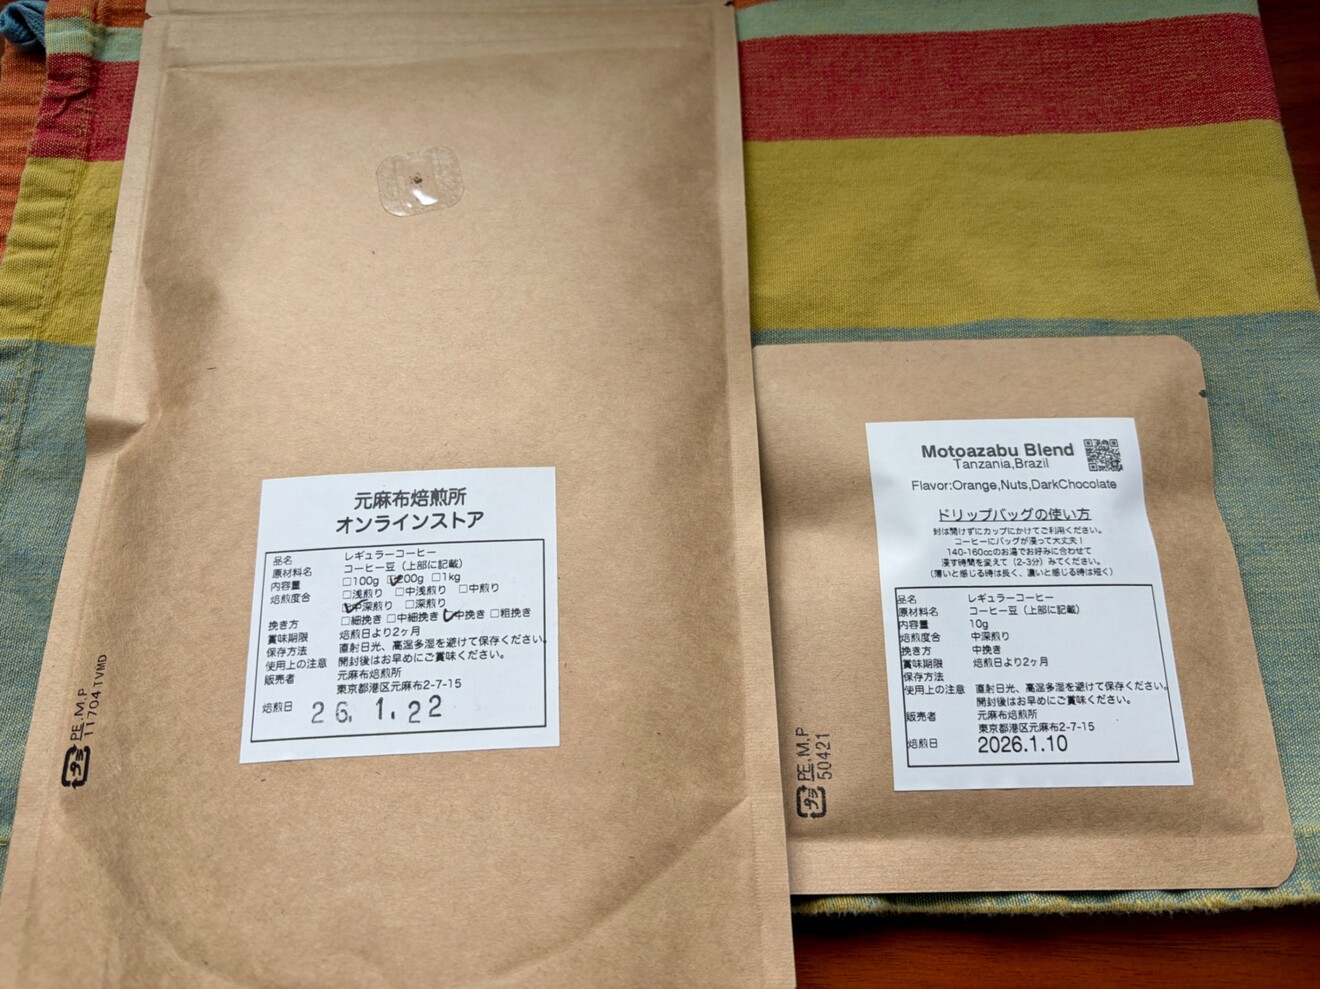 元麻布焙煎所
オンラインストア
品名 レギュラーコーヒー
原材料名 コーヒー豆（上部に記載）
内容量 □100g □200g □1kg
焙煎度合 □浅煎り □中浅煎り □中煎り
□中深煎り □深煎り
挽き方 □細挽き □中細挽き □中挽き □粗挽き
賞味期限 焙煎日より2ヶ月
保存方法 直射日光、高温多湿を避けて保存ください。
使用上の注意 開封後はお早めにご賞味ください。
販売者 元麻布焙煎所
東京都港区元麻布2-7-15
焙煎日 26.1.22
プラ PE,M,P
11704 TVMD
Motoazabu Blend
Tanzania,Brazil
Flavor:Orange,Nuts,DarkChocolate
ドリップバッグの使い方
封は開けずにカップにかけてご利用ください。
コーヒーにバッグが浸って大丈夫！
140-160ccのお湯でお好みに合わせて
浸す時間を変えて（2-3分）みてください。
（薄いと感じる時は長く、濃いと感じる時は短く）
品名 レギュラーコーヒー
原材料名 コーヒー豆（上部に記載）
内容量 10g
焙煎度合 中深煎り
挽き方 中挽き
賞味期限 焙煎日より2ヶ月
保存方法
使用上の注意 直射日光、高温多湿を避けて保存ください。
開封後はお早めにご賞味ください。
販売者 元麻布焙煎所
東京都港区元麻布2-7-15
焙煎日 2026.1.10
プラ PE,M,P
50421